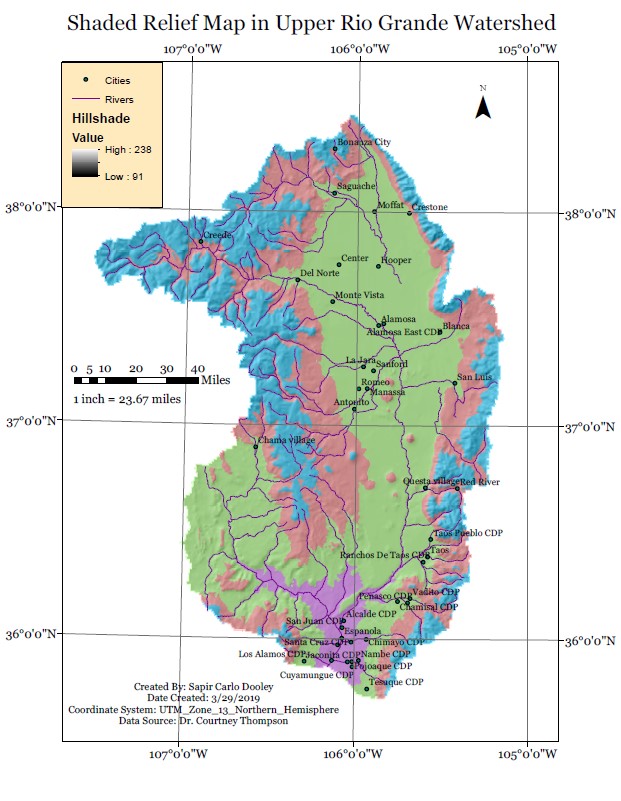 Shaded Relief Map in Upper Rio Grande Watershed
107°0'0"W 106°0'0"W 105°0'0"W
Cities
Rivers
Hillshade
Value
High : 238
Low : 91
N
Bonanza City
Saguache
Moffat Crestone
38°0'0"N 38°0'0"N
Creede
Center Hooper
Del Norte
Monte Vista
Alamosa
Alamosa East CDP Blanca
La Jara Sanford
0 5 10 20 30 40 Miles
Romeo San Luis
Manassa
1 inch = 23.67 miles
Antonito
37°0'0"N 37°0'0"N
Chama village
Questa village Red River
Taos Pueblo CDP
Ranchos De Taos CDP Taos
Penasco CDP Vadito CDP
Chamisal CDP
Alcalde CDP
San Juan CDP
Espanola
36°0'0"N 36°0'0"N
Santa Cruz CDP Chimayo CDP
Los Alamos CDP Jaconita CDP Nambe CDP
Pojoaque CDP
Cuyamungue CDP
Tesuque CDP
Created By: Sapir Carlo Dooley
Date Created: 3/29/2019
Coordinate System: UTM_Zone_13_Northern_Hemisphere
Data Source: Dr. Courtney Thompson
107°0'0"W 106°0'0"W 105°0'0"W